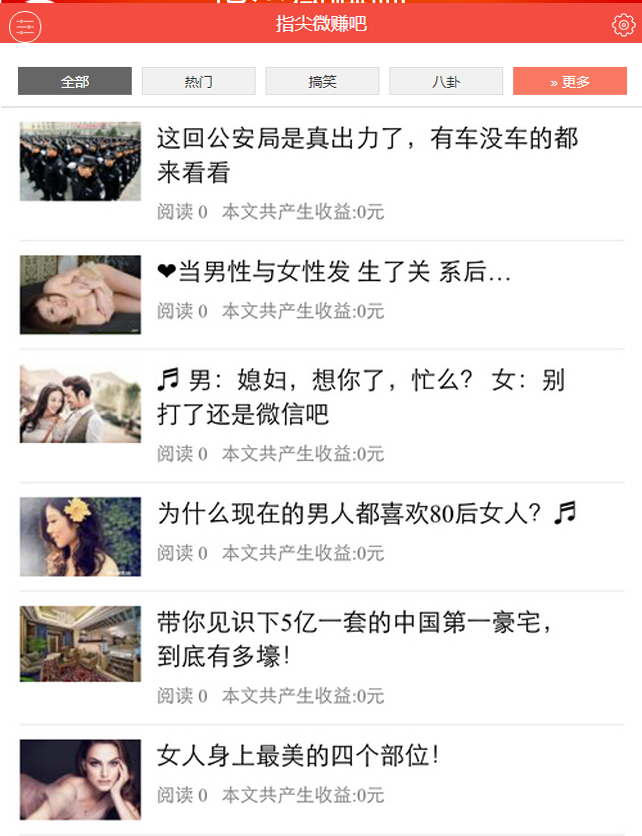 指尖微赚吧
全部
热门
搞笑
八卦
» 更多
这回公安局是真出力了，有车没车的都
来看看
阅读 0 本文共产生收益:0元
❤当男性与女性发 生了关 系后…
阅读 0 本文共产生收益:0元
♬ 男：媳妇，想你了，忙么？ 女：别
打了还是微信吧
阅读 0 本文共产生收益:0元
为什么现在的男人都喜欢80后女人？♬
阅读 0 本文共产生收益:0元
带你见识下5亿一套的中国第一豪宅，
到底有多壕！
阅读 0 本文共产生收益:0元
女人身上最美的四个部位！
阅读 0 本文共产生收益:0元